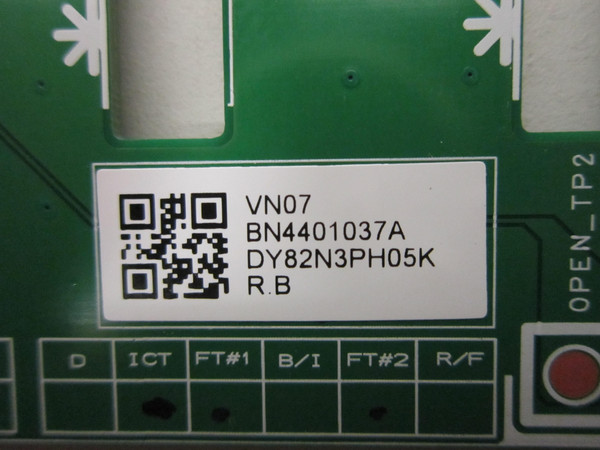 VN07
BN4401037A
DY82N3PH05K
R.B
D ICT FT#1 B/I FT#2 R/F
OPEN_TP2